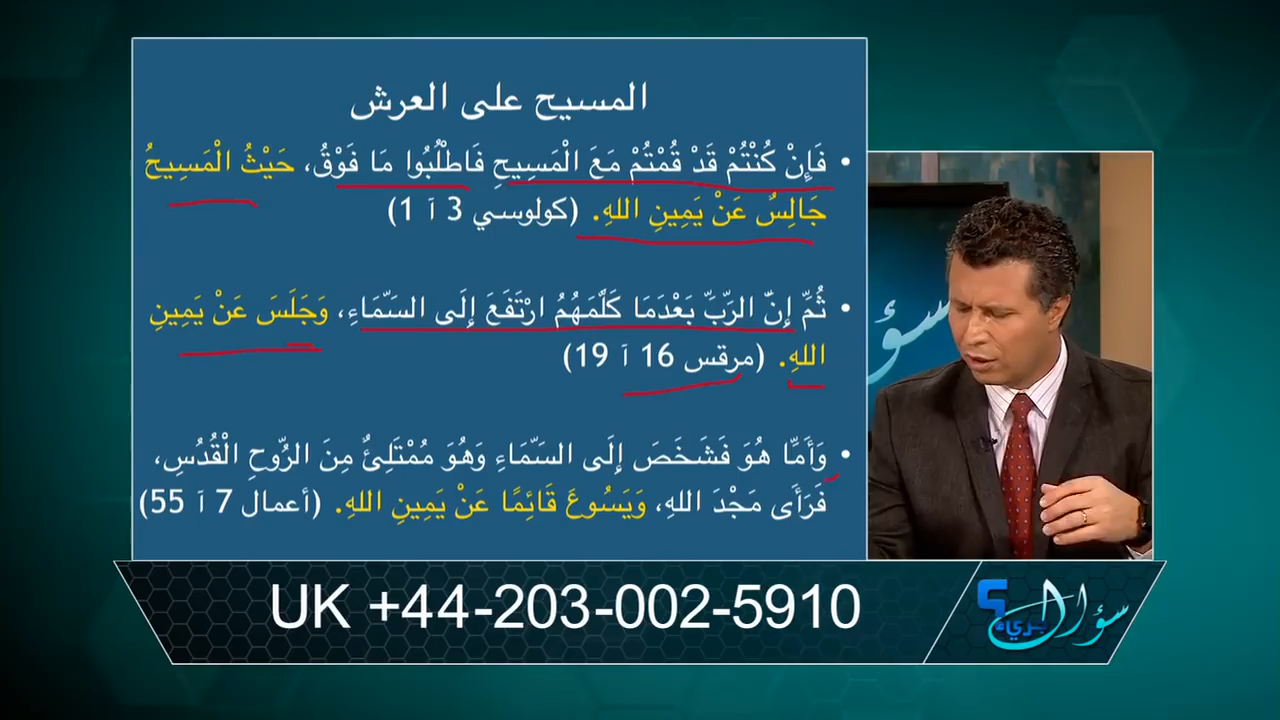 المسيح على العرش
• فَإِنْ كُنْتُمْ قَدْ قُمْتُمْ مَعَ الْمَسِيحِ فَاطْلُبُوا مَا فَوْقُ، حَيْثُ الْمَسِيحُ
جَالِسٌ عَنْ يَمِينِ اللهِ. (كولوسي 3 آ 1)
• ثُمَّ إِنَّ الرَّبَّ بَعْدَمَا كَلَّمَهُمُ ارْتَفَعَ إِلَى السَّمَاءِ، وَجَلَسَ عَنْ يَمِينِ
اللهِ. (مرقس 16 آ 19)
• وَأَمَّا هُوَ فَشَخَصَ إِلَى السَّمَاءِ وَهُوَ مُمْتَلِئٌ مِنَ الرُّوحِ الْقُدُسِ،
فَرَأَى مَجْدَ اللهِ، وَيَسُوعَ قَائِمًا عَنْ يَمِينِ اللهِ. (أعمال 7 آ 55)
سؤ
UK +44-203-002-5910
سؤال جريء